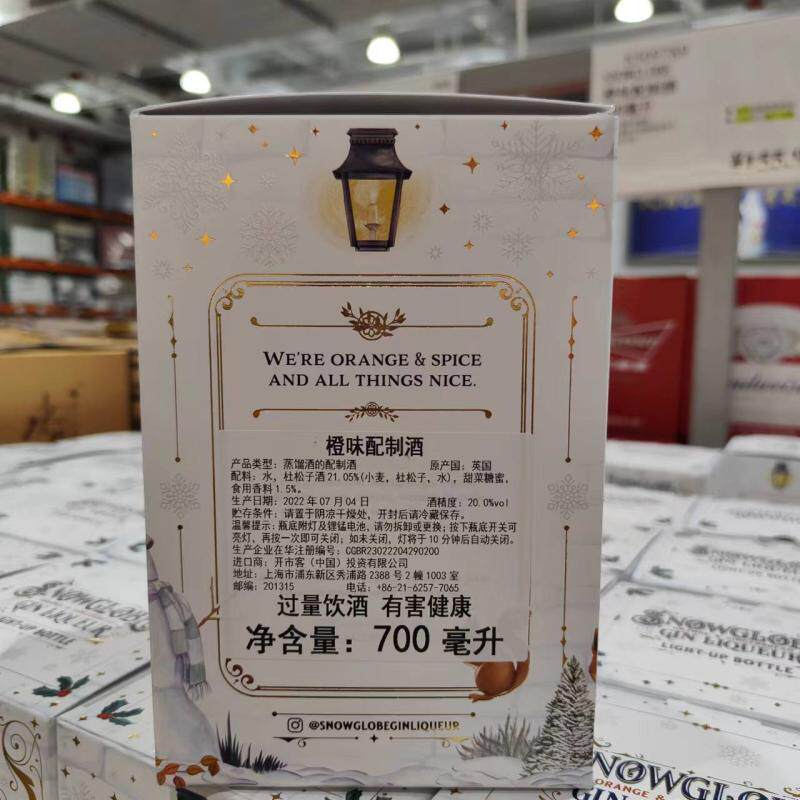 WE'RE ORANGE & SPICE
AND ALL THINGS NICE.
橙味配制酒
产品类型：蒸馏酒的配制酒 原产国：英国
配料：水，杜松子酒21.05%(小麦，杜松子，水)，甜菜糖蜜，
食用香料1.5%。
生产日期：2022年07月04日 酒精度：20.0%vol
贮存条件：请置于阴凉干燥处，开封后请冷藏保存。
温馨提示：瓶底附灯及锂锰电池，请勿拆卸或更换；按下瓶底开关可
亮灯，再按一次即可关闭；如未关闭，灯将于10分钟后自动关闭。
生产企业在华注册编号：CGBR23022204290200
进口商：开市客（中国）投资有限公司
地址：上海市浦东新区秀浦路2388号2幢1003室
邮编：201315 电话：+86-21-6257-7065
过量饮酒 有害健康
净含量：700毫升
@SNOWGLOBEGINLIQUEUR
SNOWGLOBE
GIN LIQUEUR
LIGHT-UP BOTTLE
Budweiser